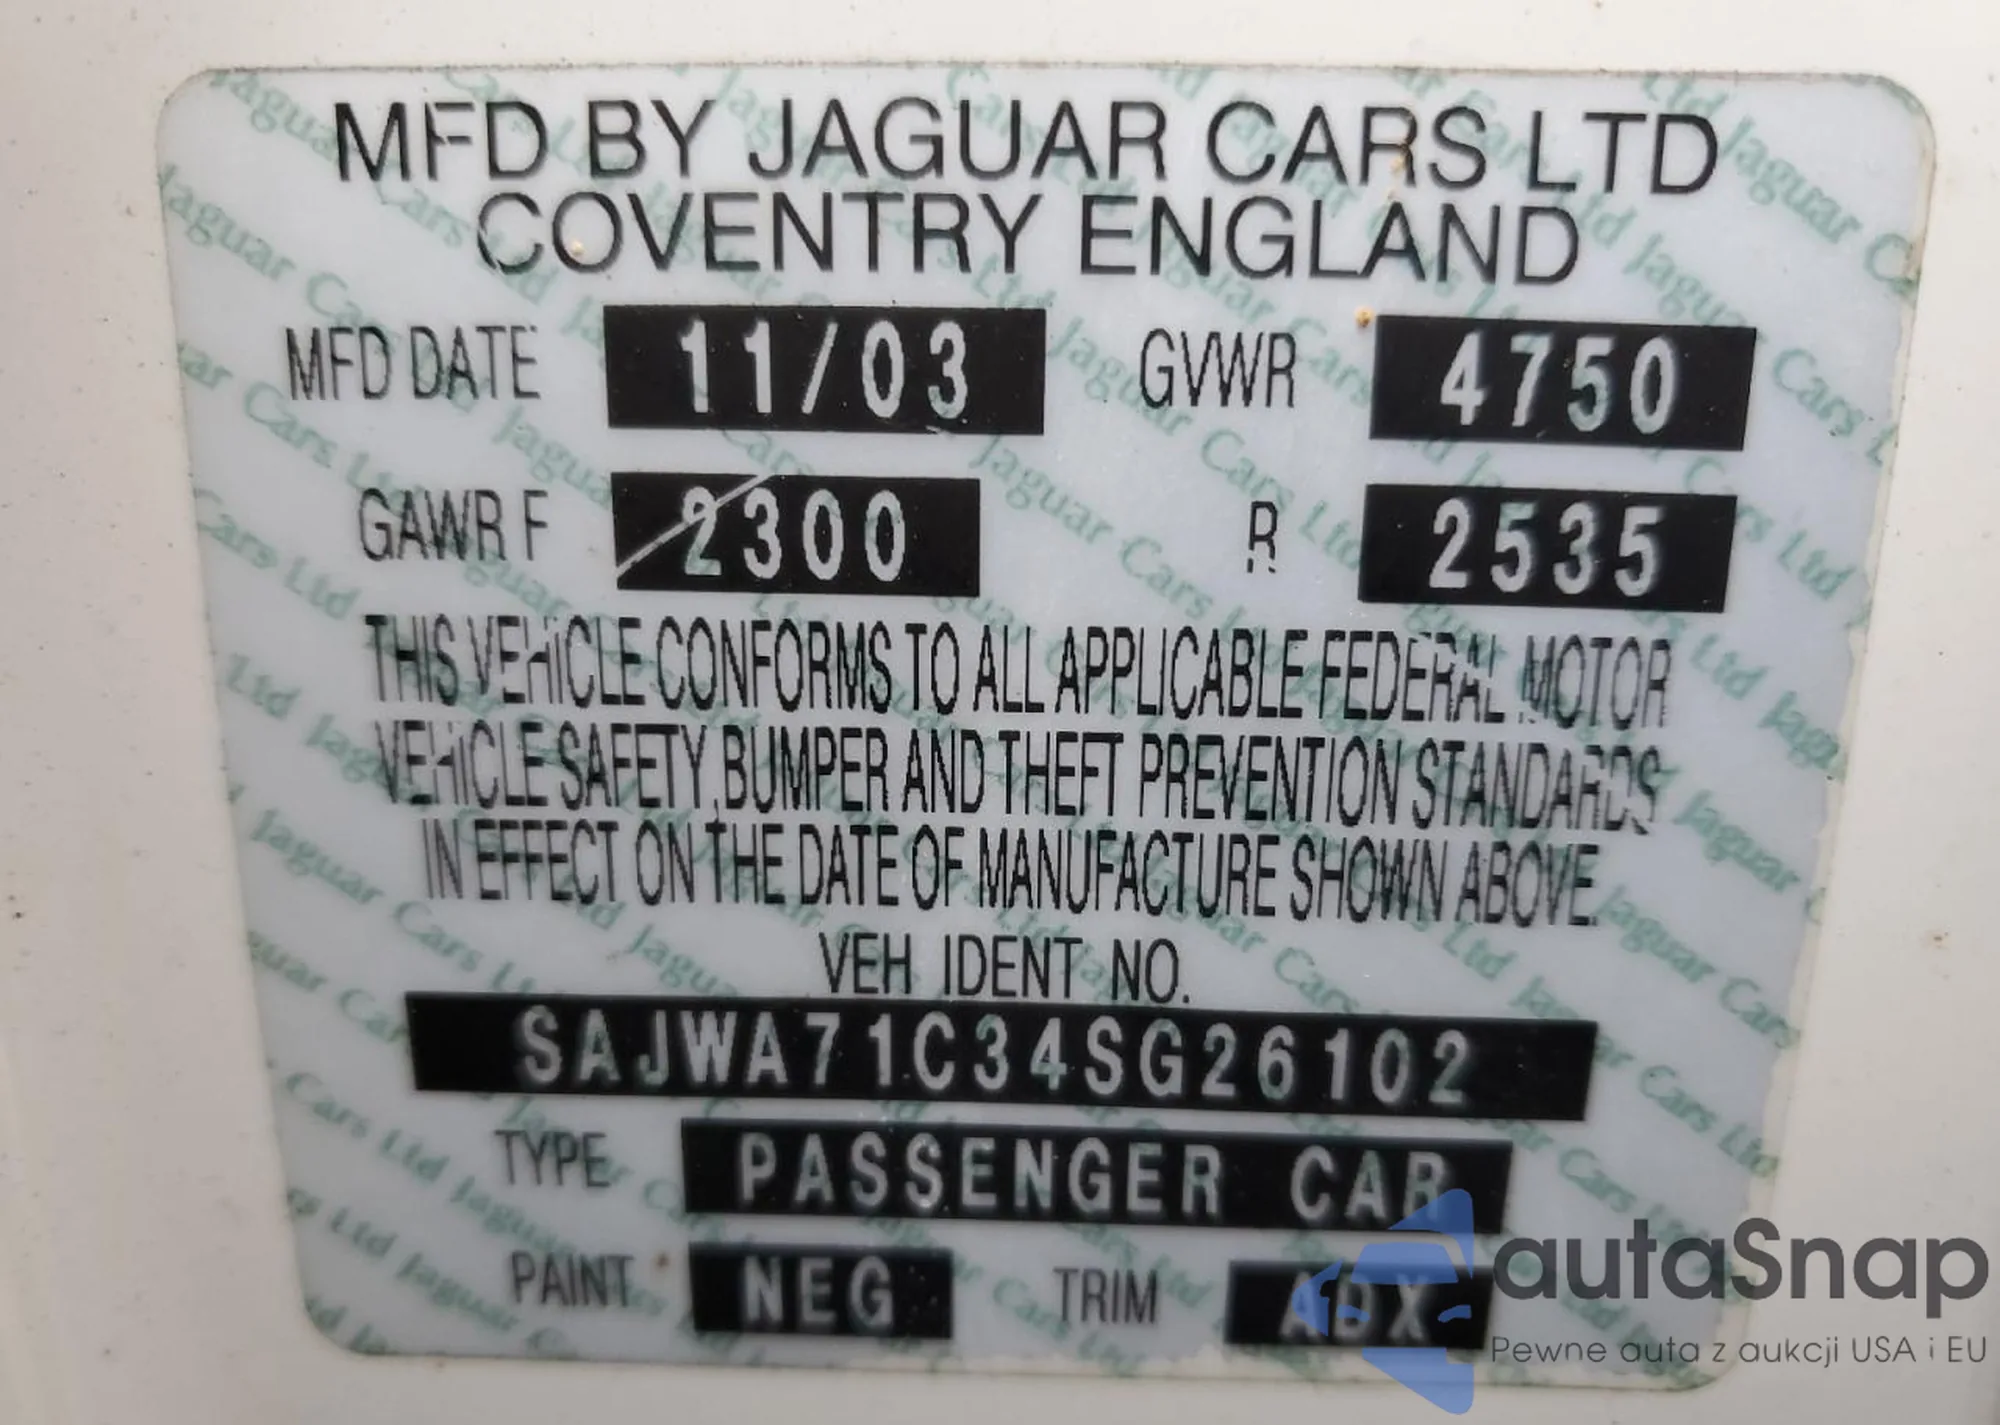 MFD BY JAGUAR CARS LTD
COVENTRY ENGLAND
MFD DATE 11/03 GVWR 4750
GAWR F 2300 R 2535
THIS VEHICLE CONFORMS TO ALL APPLICABLE FEDERAL MOTOR
VEHICLE SAFETY, BUMPER AND THEFT PREVENTION STANDARDS
IN EFFECT ON THE DATE OF MANUFACTURE SHOWN ABOVE.
VEH IDENT NO.
SAJWA71C34SG26102
TYPE PASSENGER CAR
PAINT NEG TRIM ADX
autaSnap
Pewne auta z aukcji USA i EU